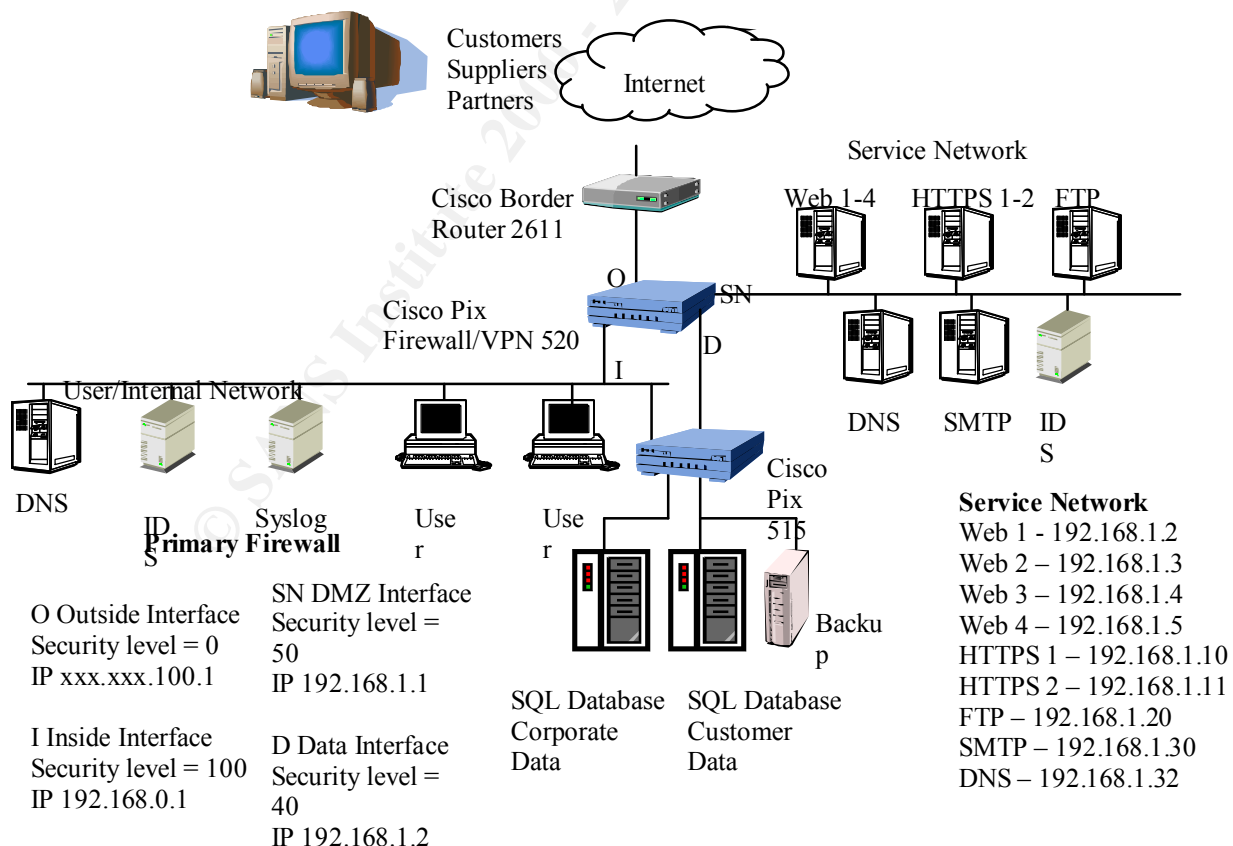 Customers
Suppliers
Partners
Internet
Service Network
Web 1-4
HTTPS 1-2
FTP
Cisco Border
Router 2611
O
SN
Cisco Pix
Firewall/VPN 520
D
I
User/Internal Network
DNS
SMTP
ID
S
Cisco
Pix
515
DNS
ID
S
Syslog
Use
r
Use
r
Backu
p
SQL Database
Corporate
Data
SQL Database
Customer
Data
Primary Firewall
O Outside Interface
Security level = 0
IP xxx.xxx.100.1
I Inside Interface
Security level = 100
IP 192.168.0.1
SN DMZ Interface
Security level =
50
IP 192.168.1.1
D Data Interface
Security level =
40
IP 192.168.1.2
Service Network
Web 1 - 192.168.1.2
Web 2 – 192.168.1.3
Web 3 – 192.168.1.4
Web 4 – 192.168.1.5
HTTPS 1 – 192.168.1.10
HTTPS 2 – 192.168.1.11
FTP – 192.168.1.20
SMTP – 192.168.1.30
DNS – 192.168.1.32
© SANS Institute 2000 - 2